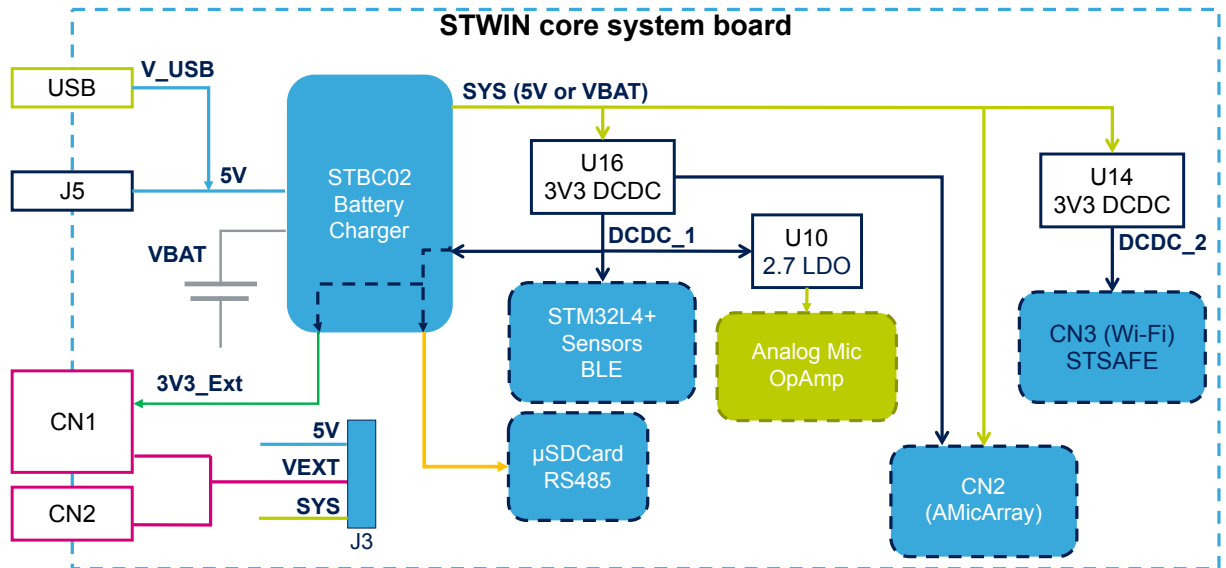 STWIN core system board
USB
V_USB
J5
5V
VBAT
STBC02
Battery
Charger
SYS (5V or VBAT)
U16
3V3 DCDC
U14
3V3 DCDC
DCDC_1
U10
2.7 LDO
DCDC_2
STM32L4+
Sensors
BLE
Analog Mic
OpAmp
CN3 (Wi-Fi)
STSAFE
3V3_Ext
CN1
CN2
5V
VEXT
SYS
J3
µSDCard
RS485
CN2
(AMicArray)